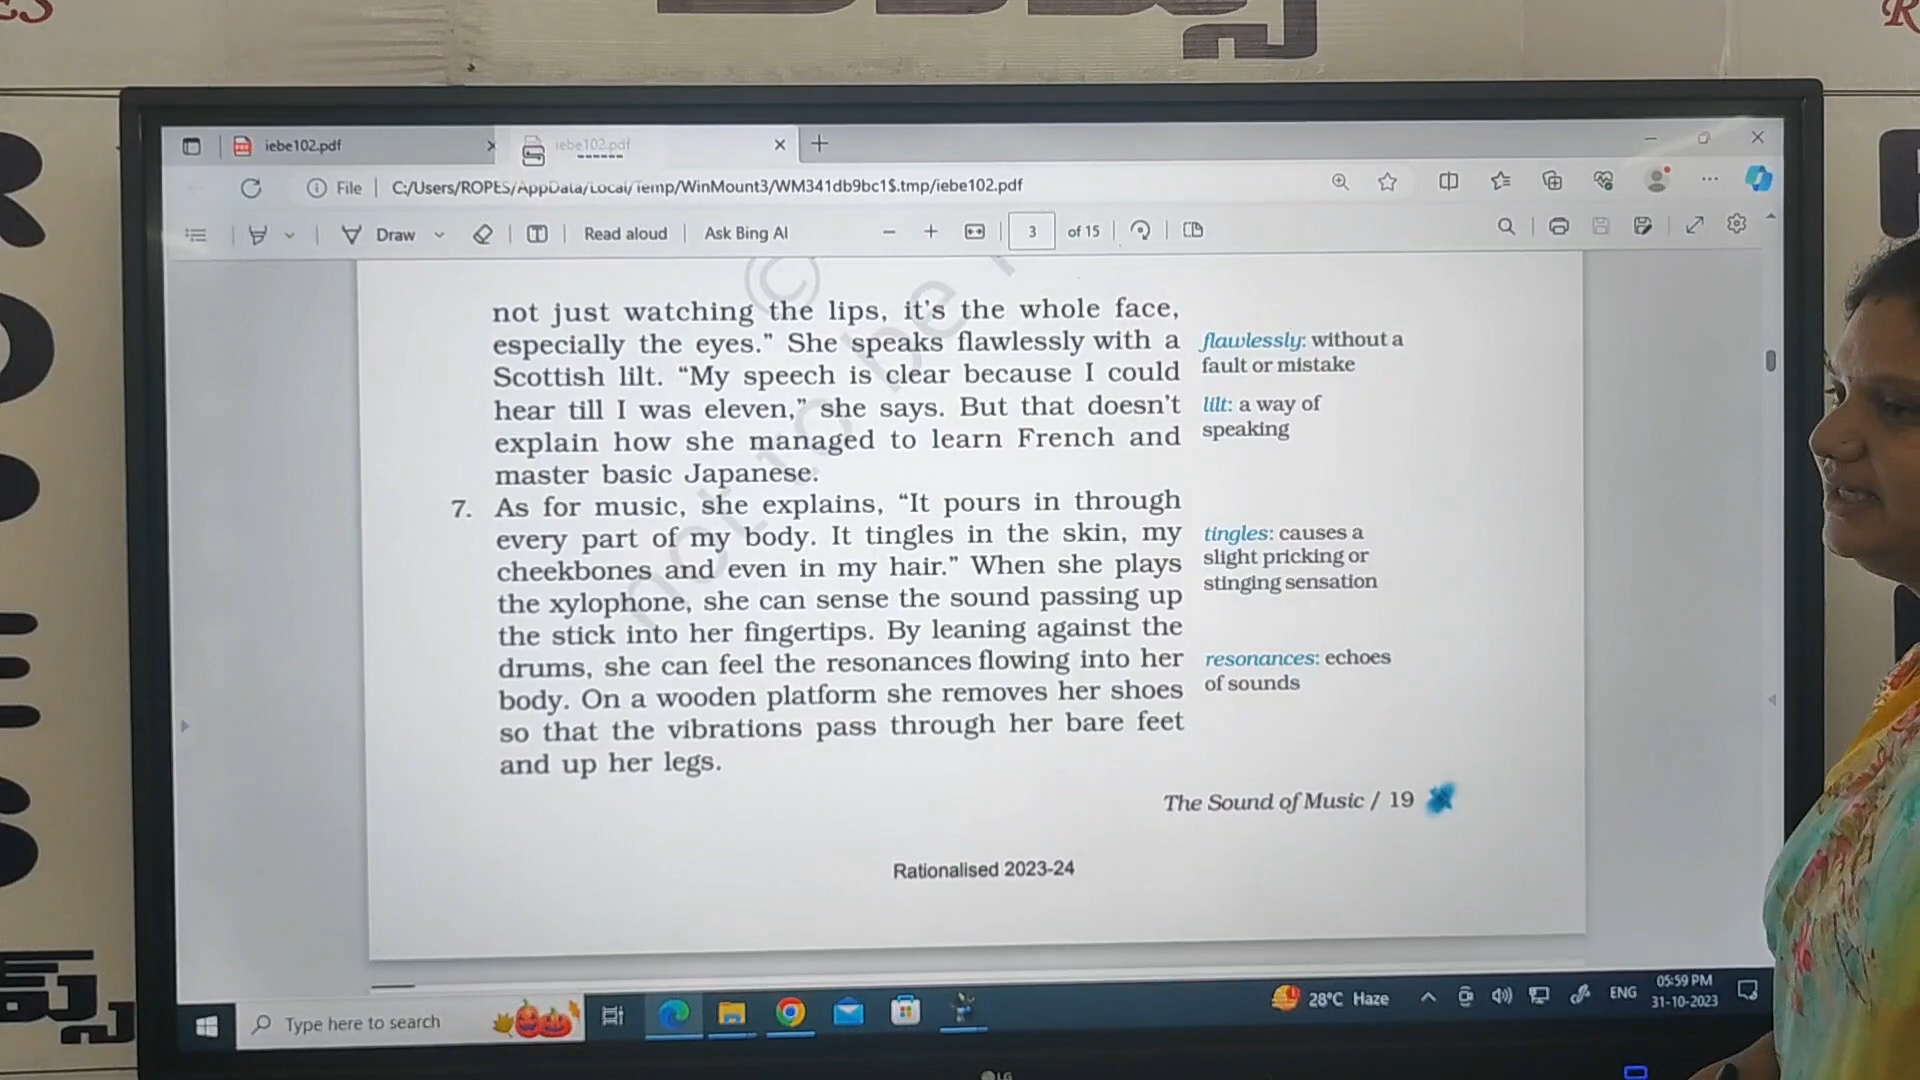 iebe102.pdf
iebe102.pdf
File
C:/Users/ROPES/AppData/Local/Temp/WinMount3/WM341db9bc1$.tmp/iebe102.pdf
Draw
Read aloud
Ask Bing AI
3
of 15
©
not to be
not just watching the lips, it's the whole face,
especially the eyes.” She speaks flawlessly with a
Scottish lilt. “My speech is clear because I could
hear till I was eleven,” she says. But that doesn't
explain how she managed to learn French and
master basic Japanese.
flawlessly: without a
fault or mistake
lilt: a way of
speaking
7. As for music, she explains, “It pours in through
every part of my body. It tingles in the skin, my
cheekbones and even in my hair.” When she plays
the xylophone, she can sense the sound passing up
the stick into her fingertips. By leaning against the
drums, she can feel the resonances flowing into her
body. On a wooden platform she removes her shoes
so that the vibrations pass through her bare feet
and up her legs.
tingles: causes a
slight pricking or
stinging sensation
resonances: echoes
of sounds
The Sound of Music / 19
Rationalised 2023-24
Type here to search
28°C Haze
ENG
05:59 PM
31-10-2023
LG